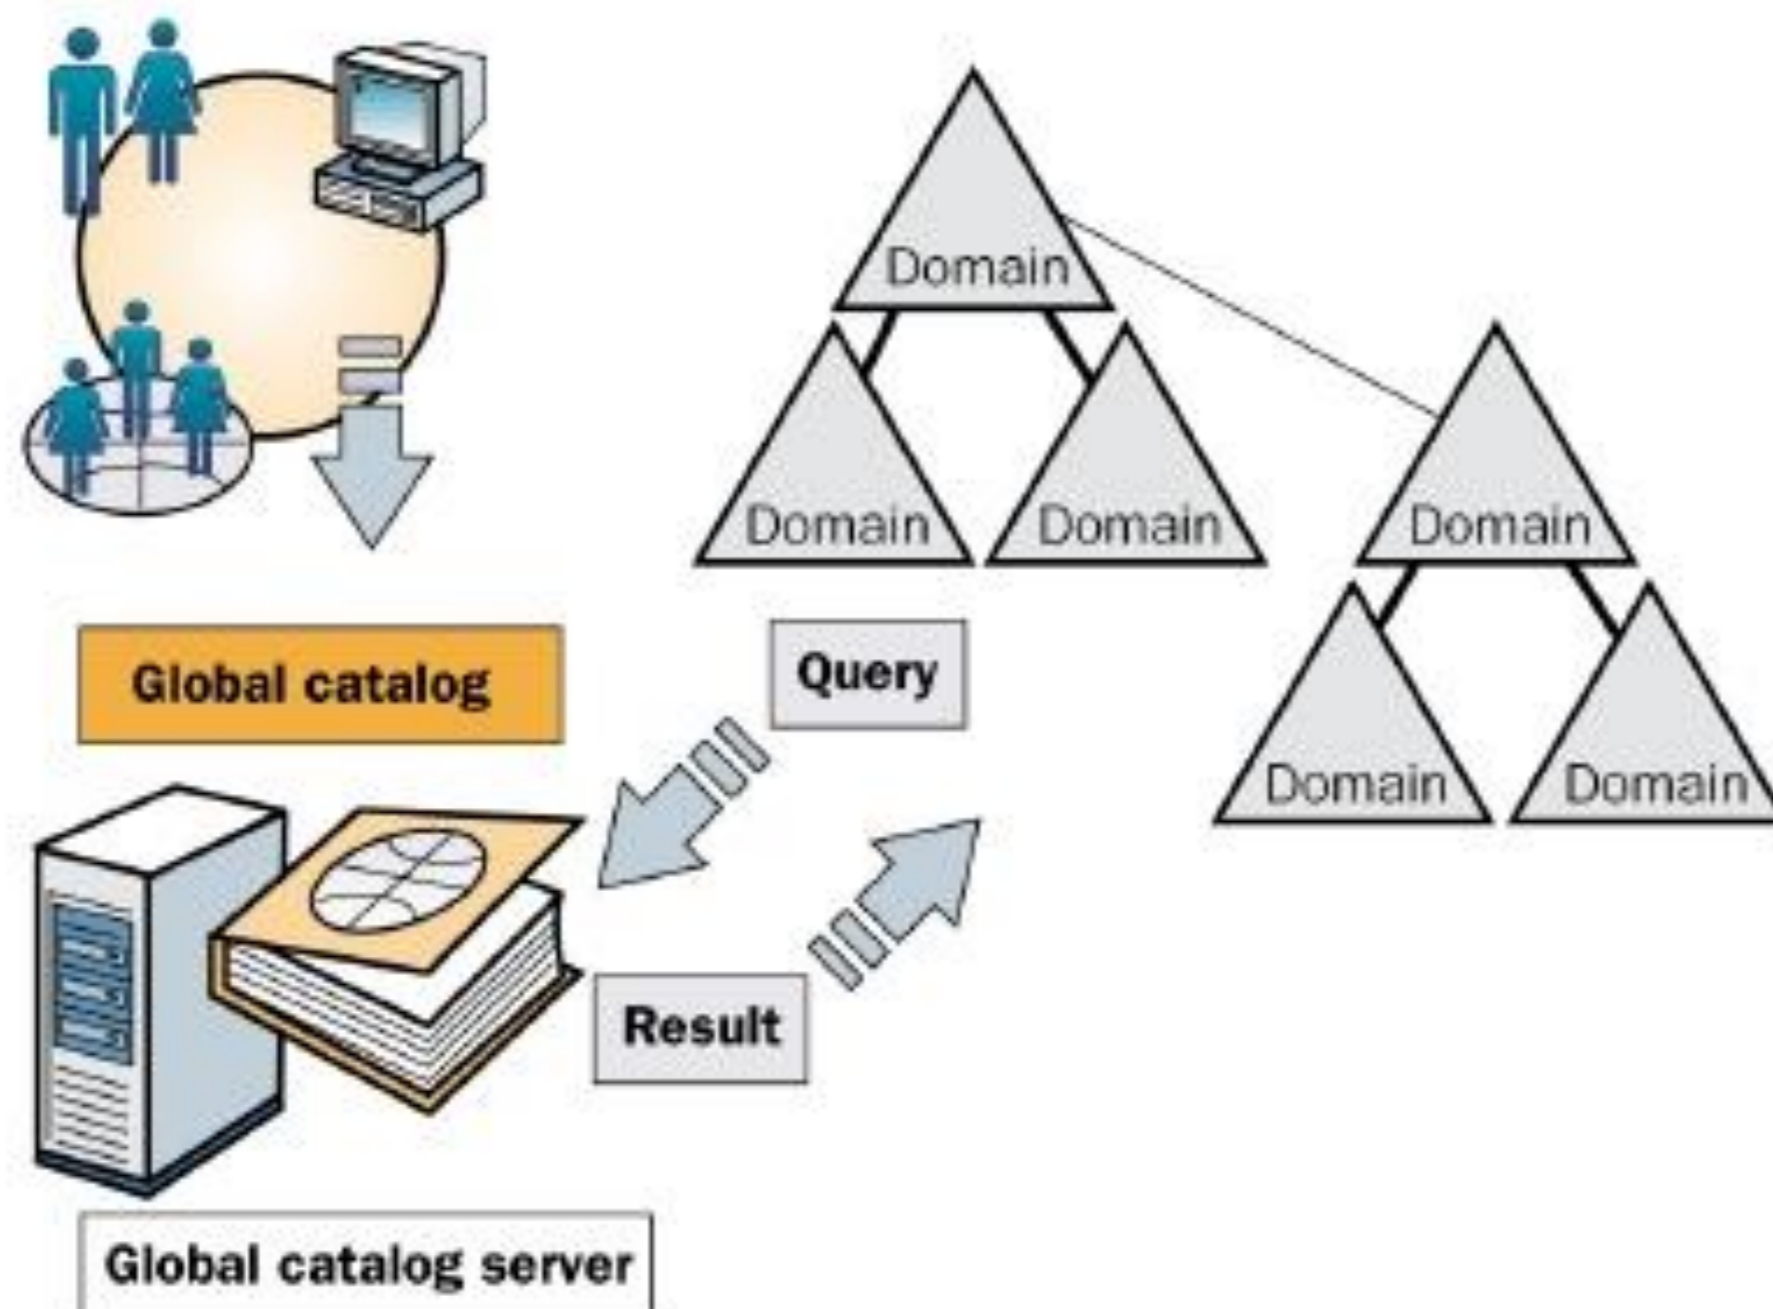 Domain
Domain
Domain
Domain
Domain
Domain
Global catalog
Query
Result
Global catalog server